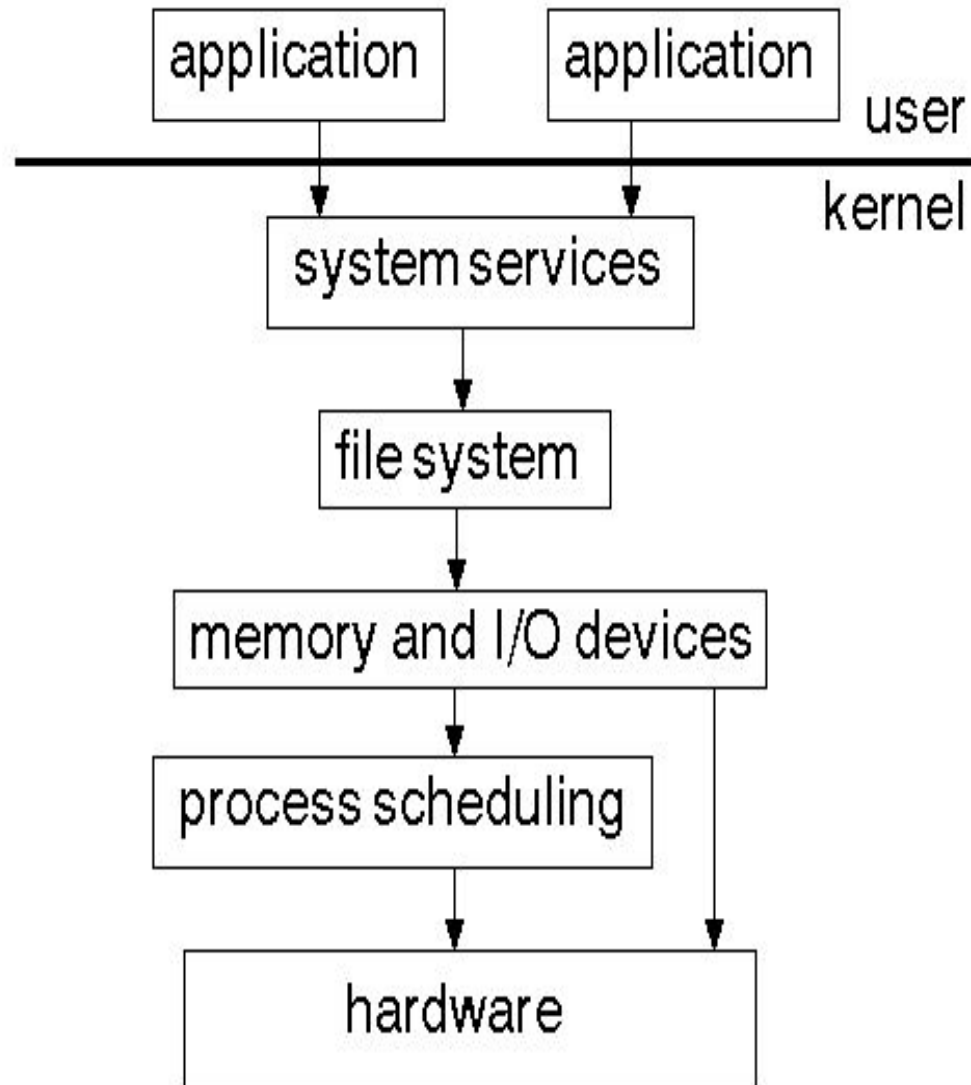 application
application
user
kernel
system services
file system
memory and I/O devices
process scheduling
hardware